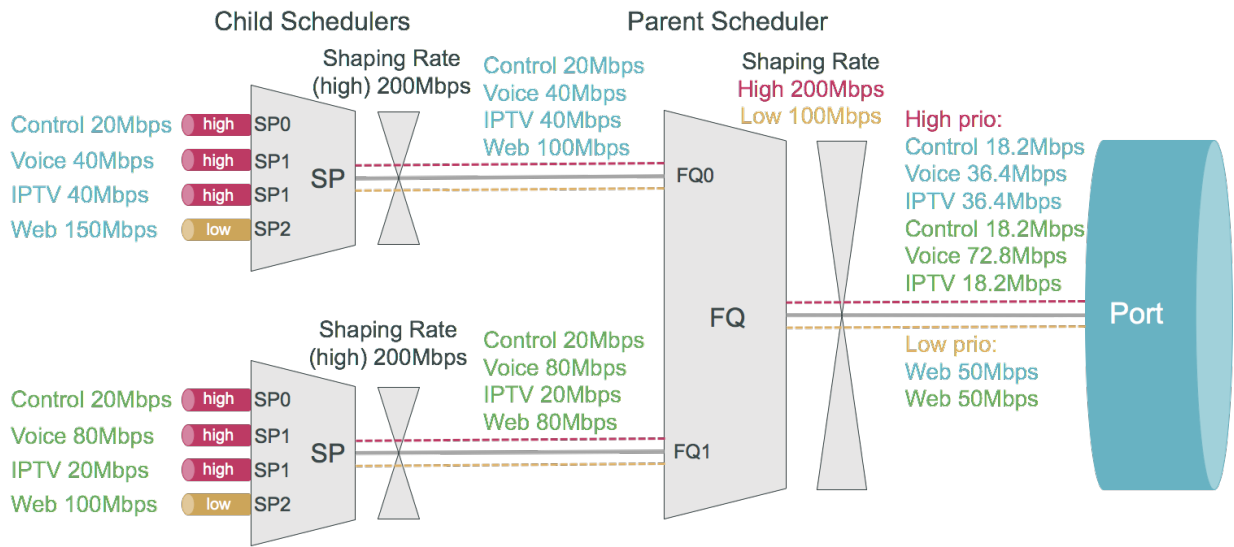 Child Schedulers
Parent Scheduler
Shaping Rate
(high) 200Mbps
Control 20Mbps
Voice 40Mbps
IPTV 40Mbps
Web 100Mbps
Shaping Rate
High 200Mbps
Low 100Mbps
Control 20Mbps
high
SP0
Voice 40Mbps
high
SP1
IPTV 40Mbps
high
SP1
Web 150Mbps
low
SP2
SP
FQ0
High prio:
Control 18.2Mbps
Voice 36.4Mbps
IPTV 36.4Mbps
Control 18.2Mbps
Voice 72.8Mbps
IPTV 18.2Mbps
FQ
Port
Low prio:
Web 50Mbps
Web 50Mbps
Shaping Rate
(high) 200Mbps
Control 20Mbps
Voice 80Mbps
IPTV 20Mbps
Web 80Mbps
Control 20Mbps
high
SP0
Voice 80Mbps
high
SP1
IPTV 20Mbps
high
SP1
Web 100Mbps
low
SP2
SP
FQ1